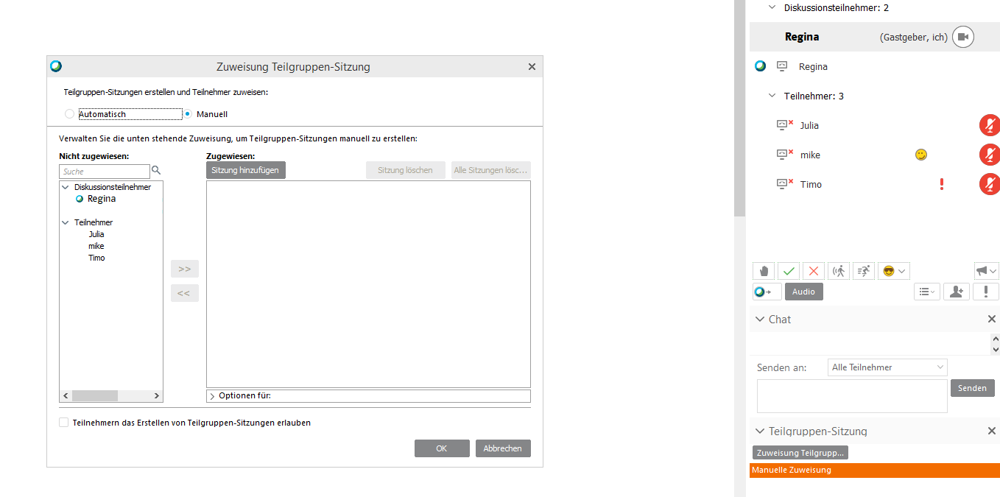 Zuweisung Teilgruppen-Sitzung
Teilgruppen-Sitzungen erstellen und Teilnehmer zuweisen:
Automatisch Manuell
Verwalten Sie die unten stehende Zuweisung, um Teilgruppen-Sitzungen manuell zu erstellen:
Nicht zugewiesen: Zugewiesen:
Suche Sitzung hinzufügen Sitzung löschen Alle Sitzungen lösc...
Diskussionsteilnehmer
Regina
Teilnehmer
Julia
mike
Timo
>>
<<
Optionen für:
Teilnehmern das Erstellen von Teilgruppen-Sitzungen erlauben
OK Abbrechen
Diskussionsteilnehmer: 2
Regina (Gastgeber, ich)
Regina
Teilnehmer: 3
Julia
mike
Timo
Audio
Chat
Senden an: Alle Teilnehmer
Senden
Teilgruppen-Sitzung
Zuweisung Teilgrupp...
Manuelle Zuweisung